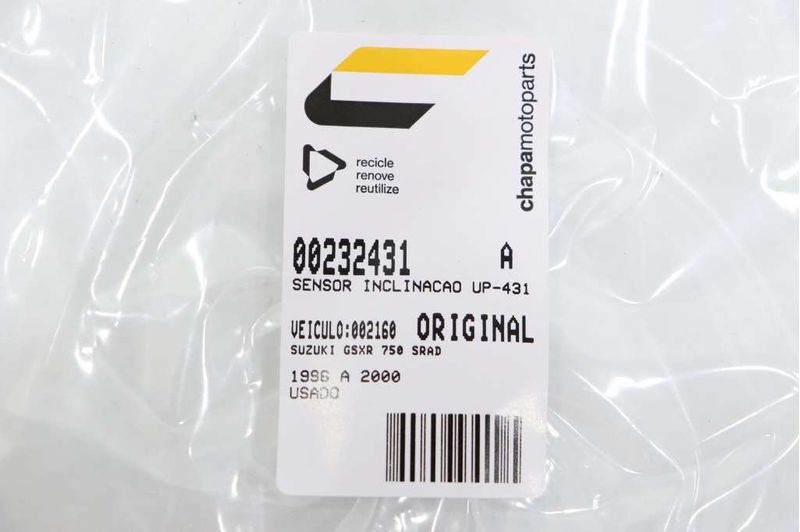 chapamotoparts
recicle
renove
reutilize
00232431 A
SENSOR INCLINACAO UP-431
VEICULO:002160 ORIGINAL
SUZUKI GSXR 750 SRAD
1996 A 2000
USADO